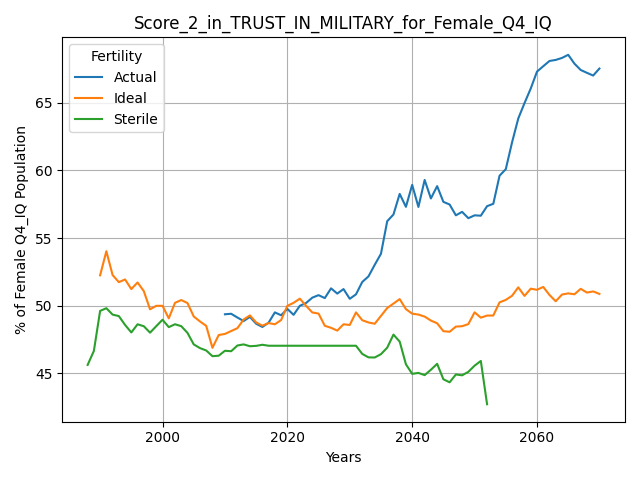 Score_2_in_TRUST_IN_MILITARY_for_Female_Q4_IQ
Fertility
Actual
Ideal
Sterile
% of Female Q4_IQ Population
65
60
55
50
45
2000
2020
2040
2060
Years